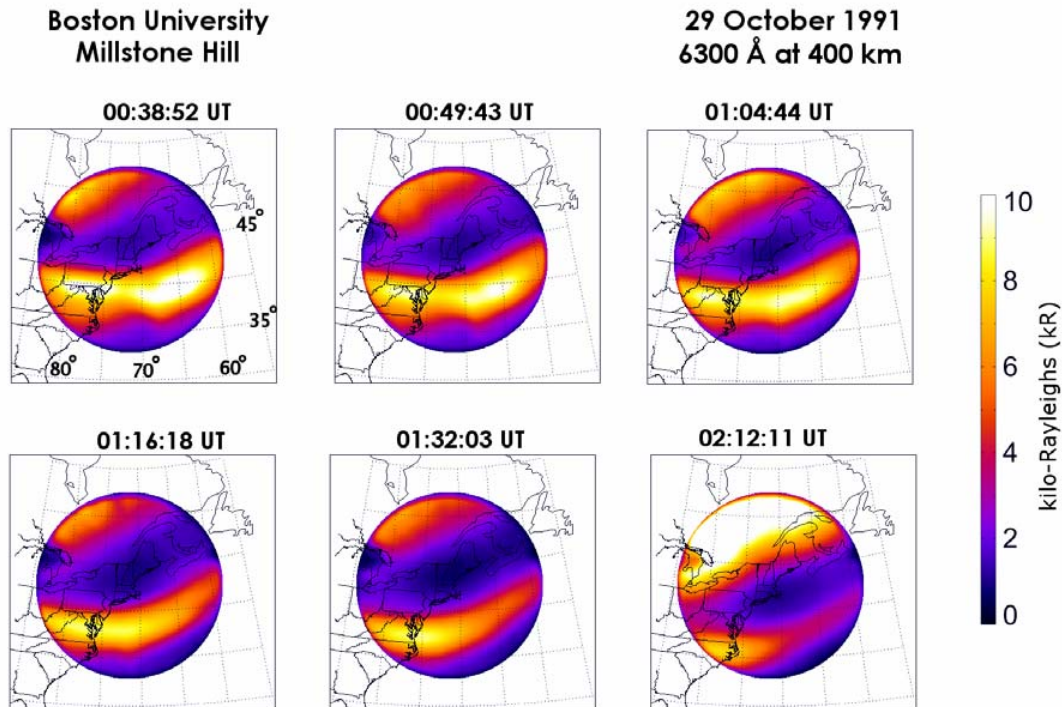 Boston University
Millstone Hill
29 October 1991
6300 Å at 400 km
00:38:52 UT
00:49:43 UT
01:04:44 UT
45°
35°
80°
70°
60°
01:16:18 UT
01:32:03 UT
02:12:11 UT
10
8
6
4
2
0
kilo-Rayleighs (kR)